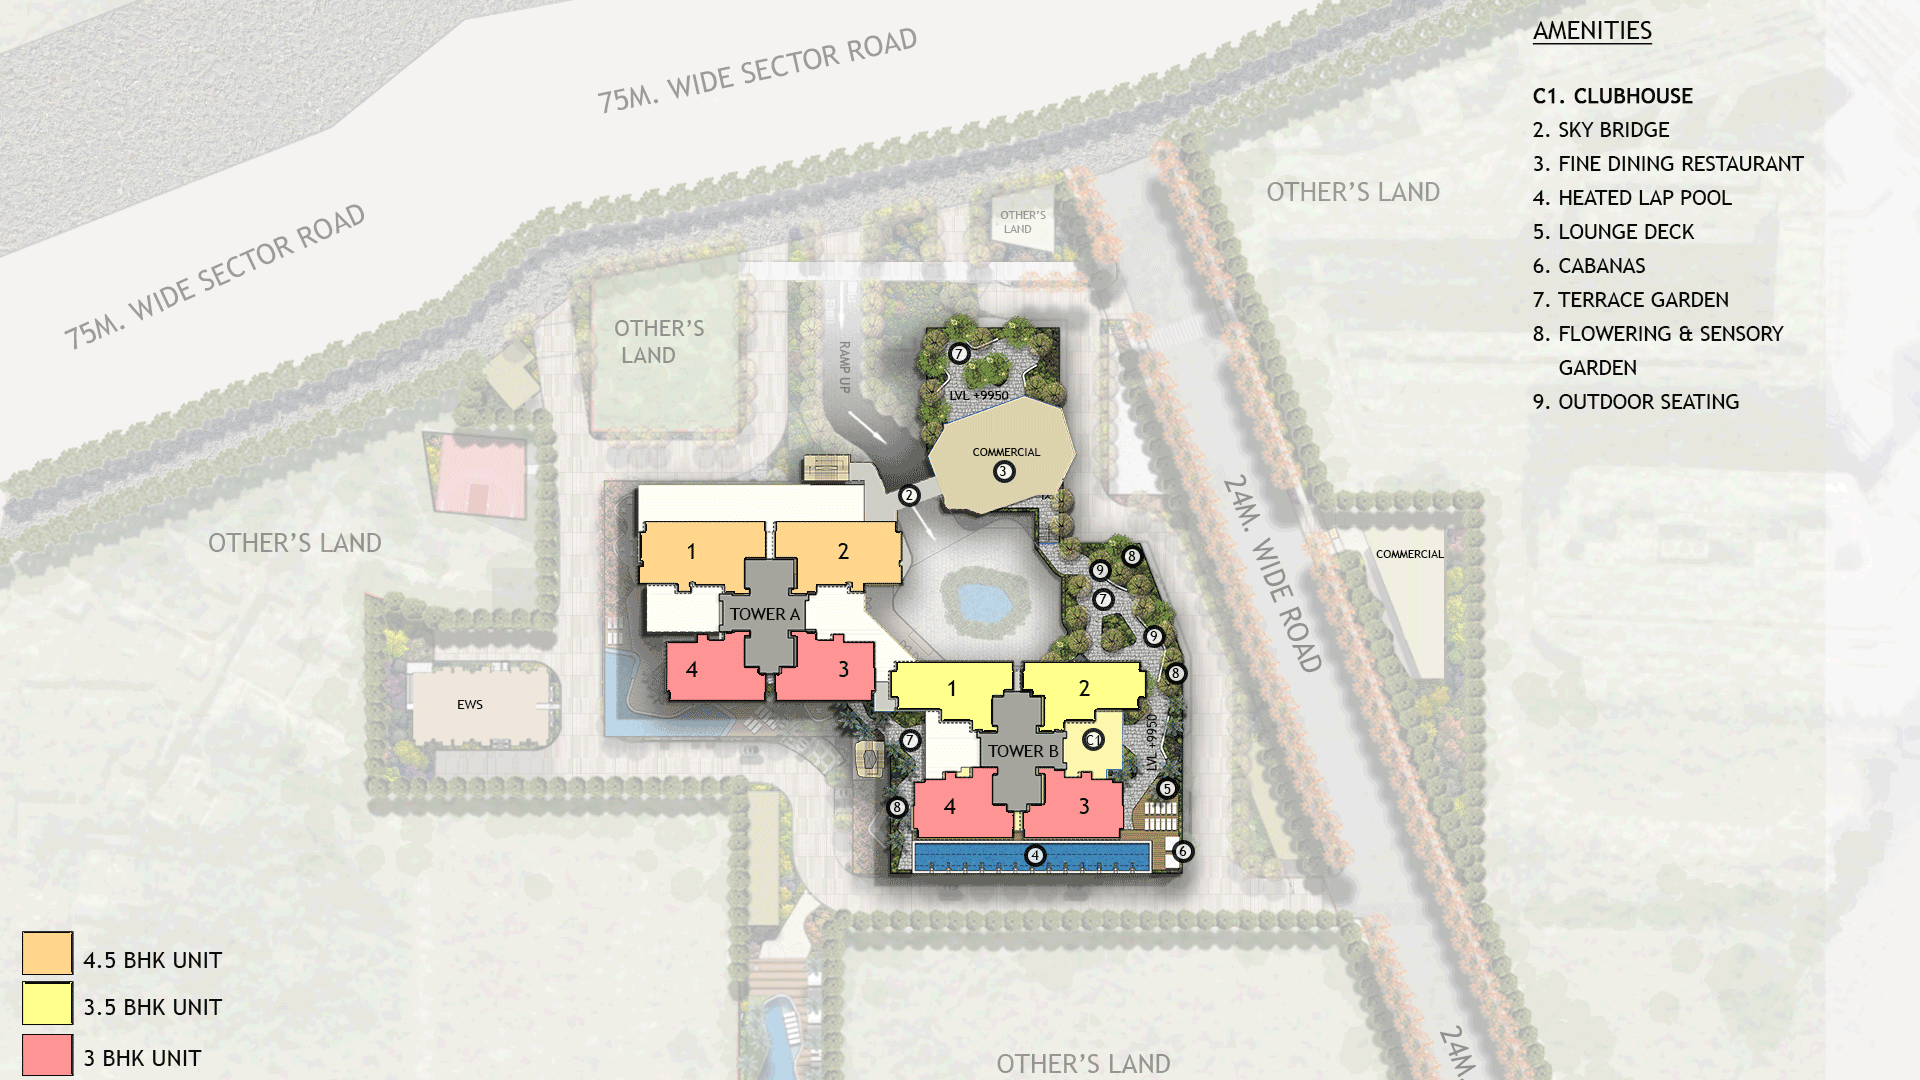 AMENITIES
C1. CLUBHOUSE
2. SKY BRIDGE
3. FINE DINING RESTAURANT
4. HEATED LAP POOL
5. LOUNGE DECK
6. CABANAS
7. TERRACE GARDEN
8. FLOWERING & SENSORY
GARDEN
9. OUTDOOR SEATING
75M. WIDE SECTOR ROAD
75M. WIDE SECTOR ROAD
OTHER'S LAND
OTHER'S
LAND
OTHER'S
LAND
RAMP UP
7
LVL +9950
COMMERCIAL
3
2
24M. WIDE ROAD
OTHER'S LAND
COMMERCIAL
1
2
8
9
7
TOWER A
9
4
3
8
1
2
EWS
7
TOWER B
C1
LVL +9950
5
8
4
3
4
6
4.5 BHK UNIT
3.5 BHK UNIT
3 BHK UNIT
OTHER'S LAND
24M.